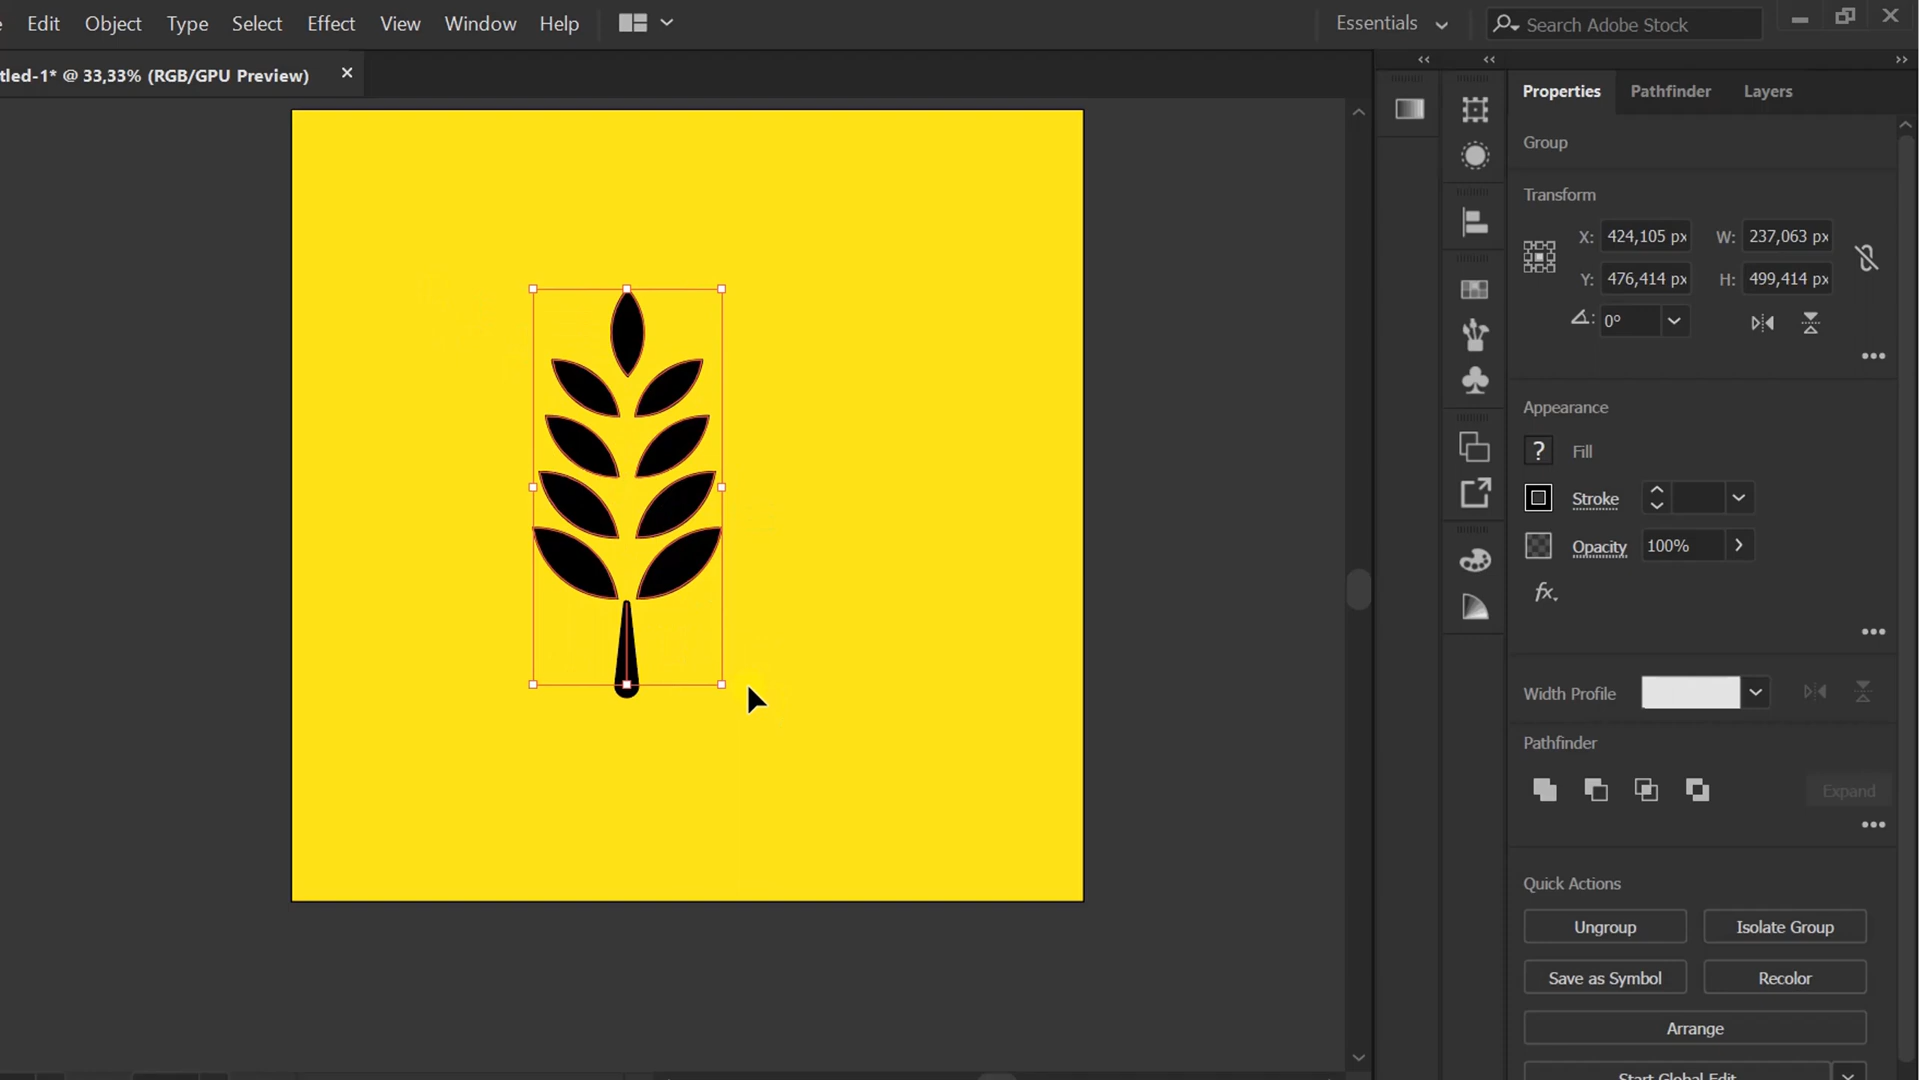 Edit Object Type Select Effect View Window Help Essentials Search Adobe Stock
tled-1* @ 33,33% (RGB/GPU Preview)
Properties Pathfinder Layers
Group
Transform
X: 424,105 px W: 237,063 px
Y: 476,414 px H: 499,414 px
0°
Appearance
? Fill
Stroke
Opacity 100%
fx
Width Profile
Pathfinder
Expand
Quick Actions
Ungroup Isolate Group
Save as Symbol Recolor
Arrange
Start Global Edit